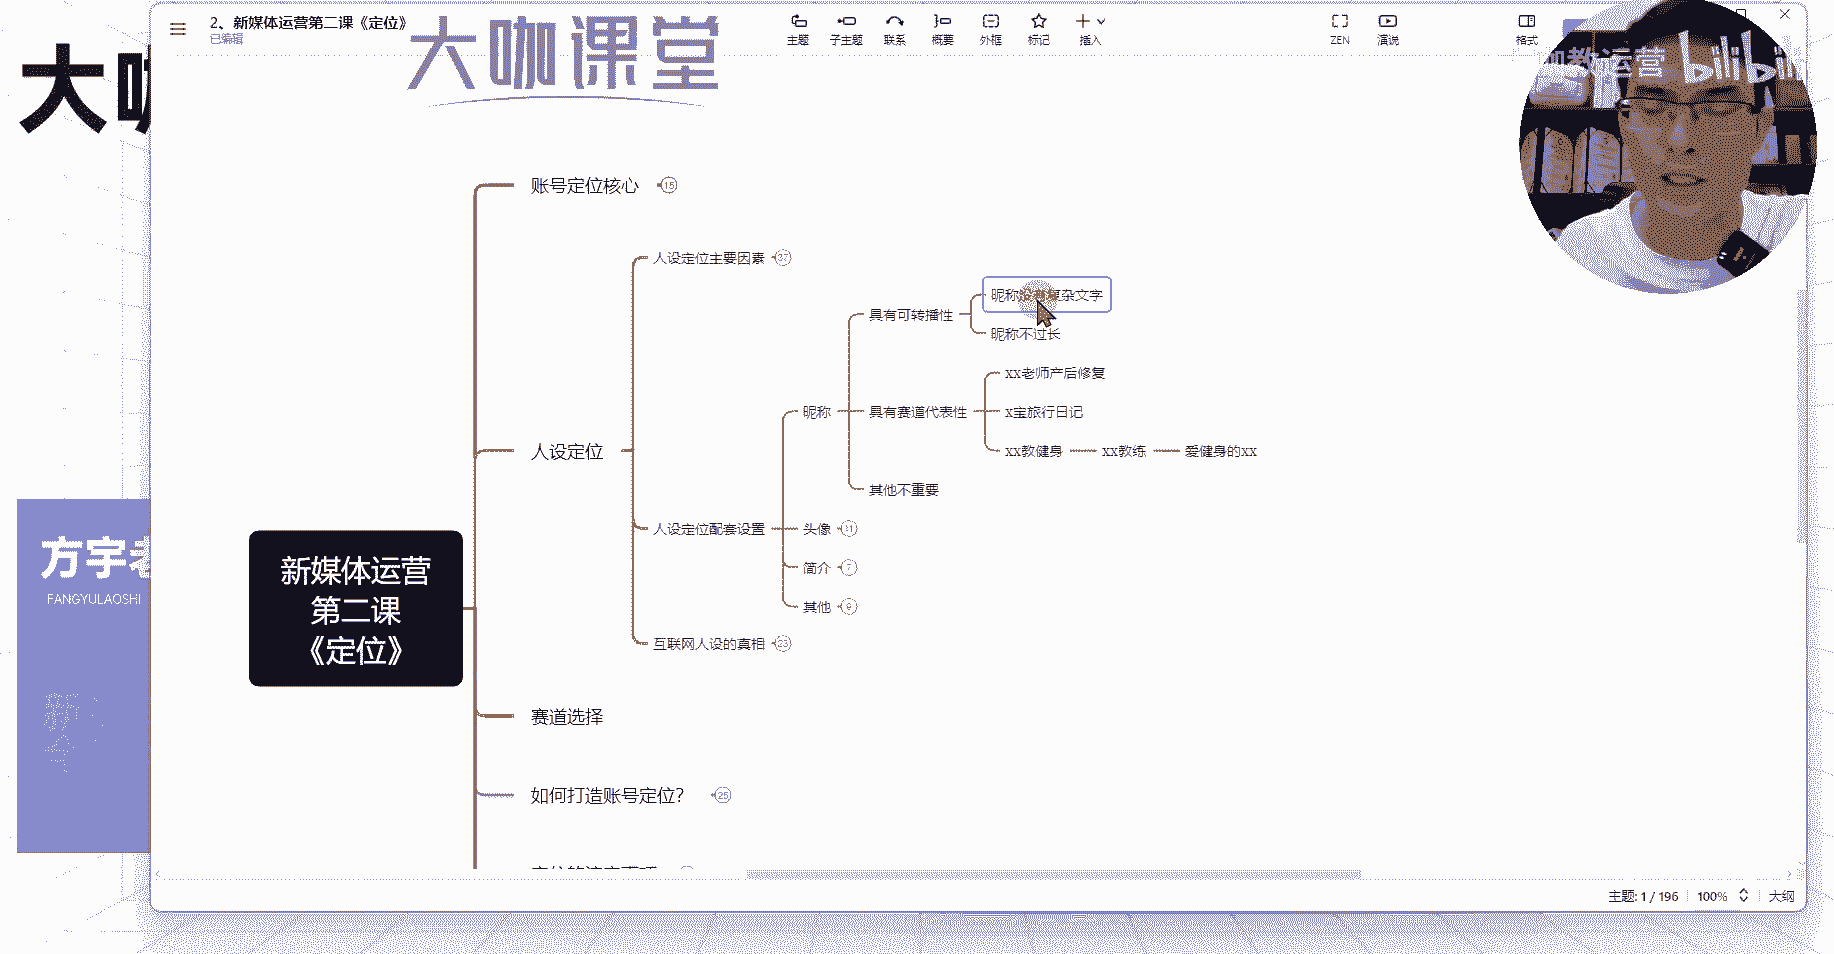 2、新媒体运营第二课《定位》
已编辑
大咖课堂
主题
子主题
联系
概要
外框
标记
插入
ZEN
演说
格式
咖教运营
bilibili
大咖
账号定位核心
15
人设定位主要因素
37
昵称没有复杂文字
具有可转播性
昵称不过长
xx老师产后修复
昵称
具有赛道代表性
x宝旅行日记
人设定位
xx教健身
xx教练
爱健身的xx
其他不重要
人设定位配套设置
头像
简介
7
其他
9
互联网人设的真相
23
新媒体运营
第二课
《定位》
方宇老
FANGYULAOSHI
赛道选择
如何打造账号定位？
25
主题: 1 / 196
100%
大纲